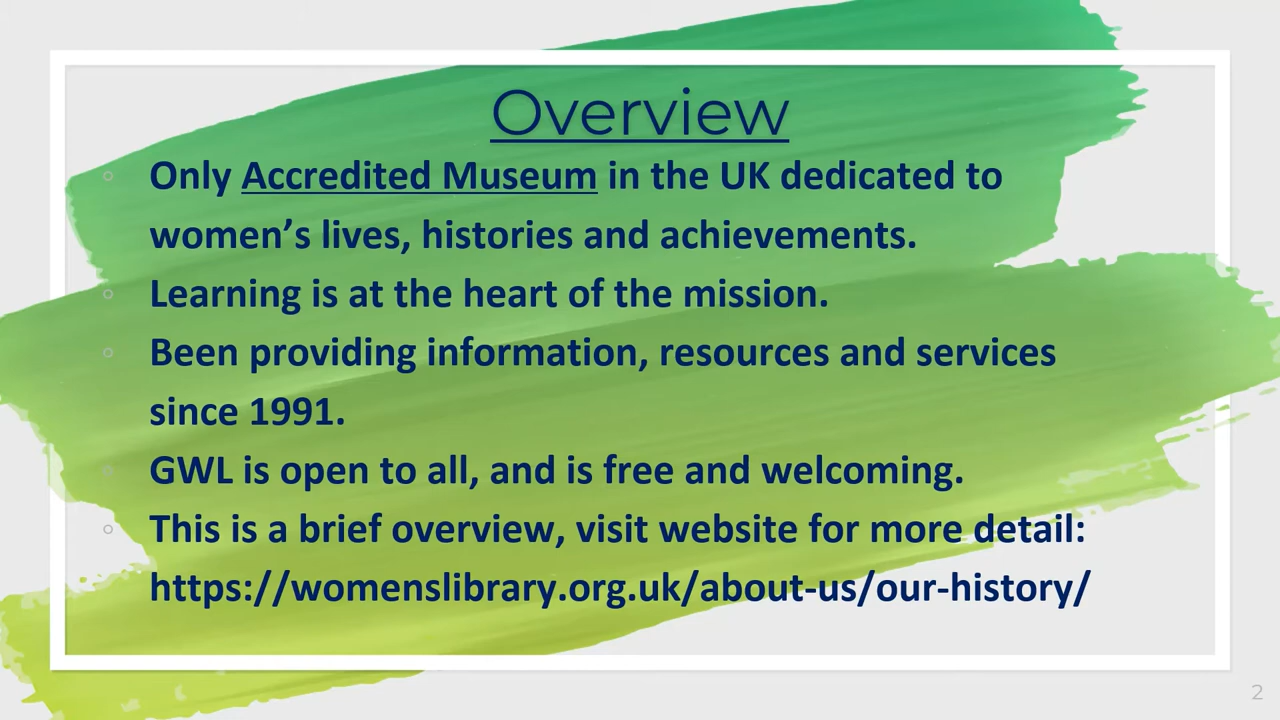 Overview
Only Accredited Museum in the UK dedicated to
women’s lives, histories and achievements.
Learning is at the heart of the mission.
Been providing information, resources and services
since 1991.
GWL is open to all, and is free and welcoming.
This is a brief overview, visit website for more detail:
https://womenslibrary.org.uk/about-us/our-history/
2